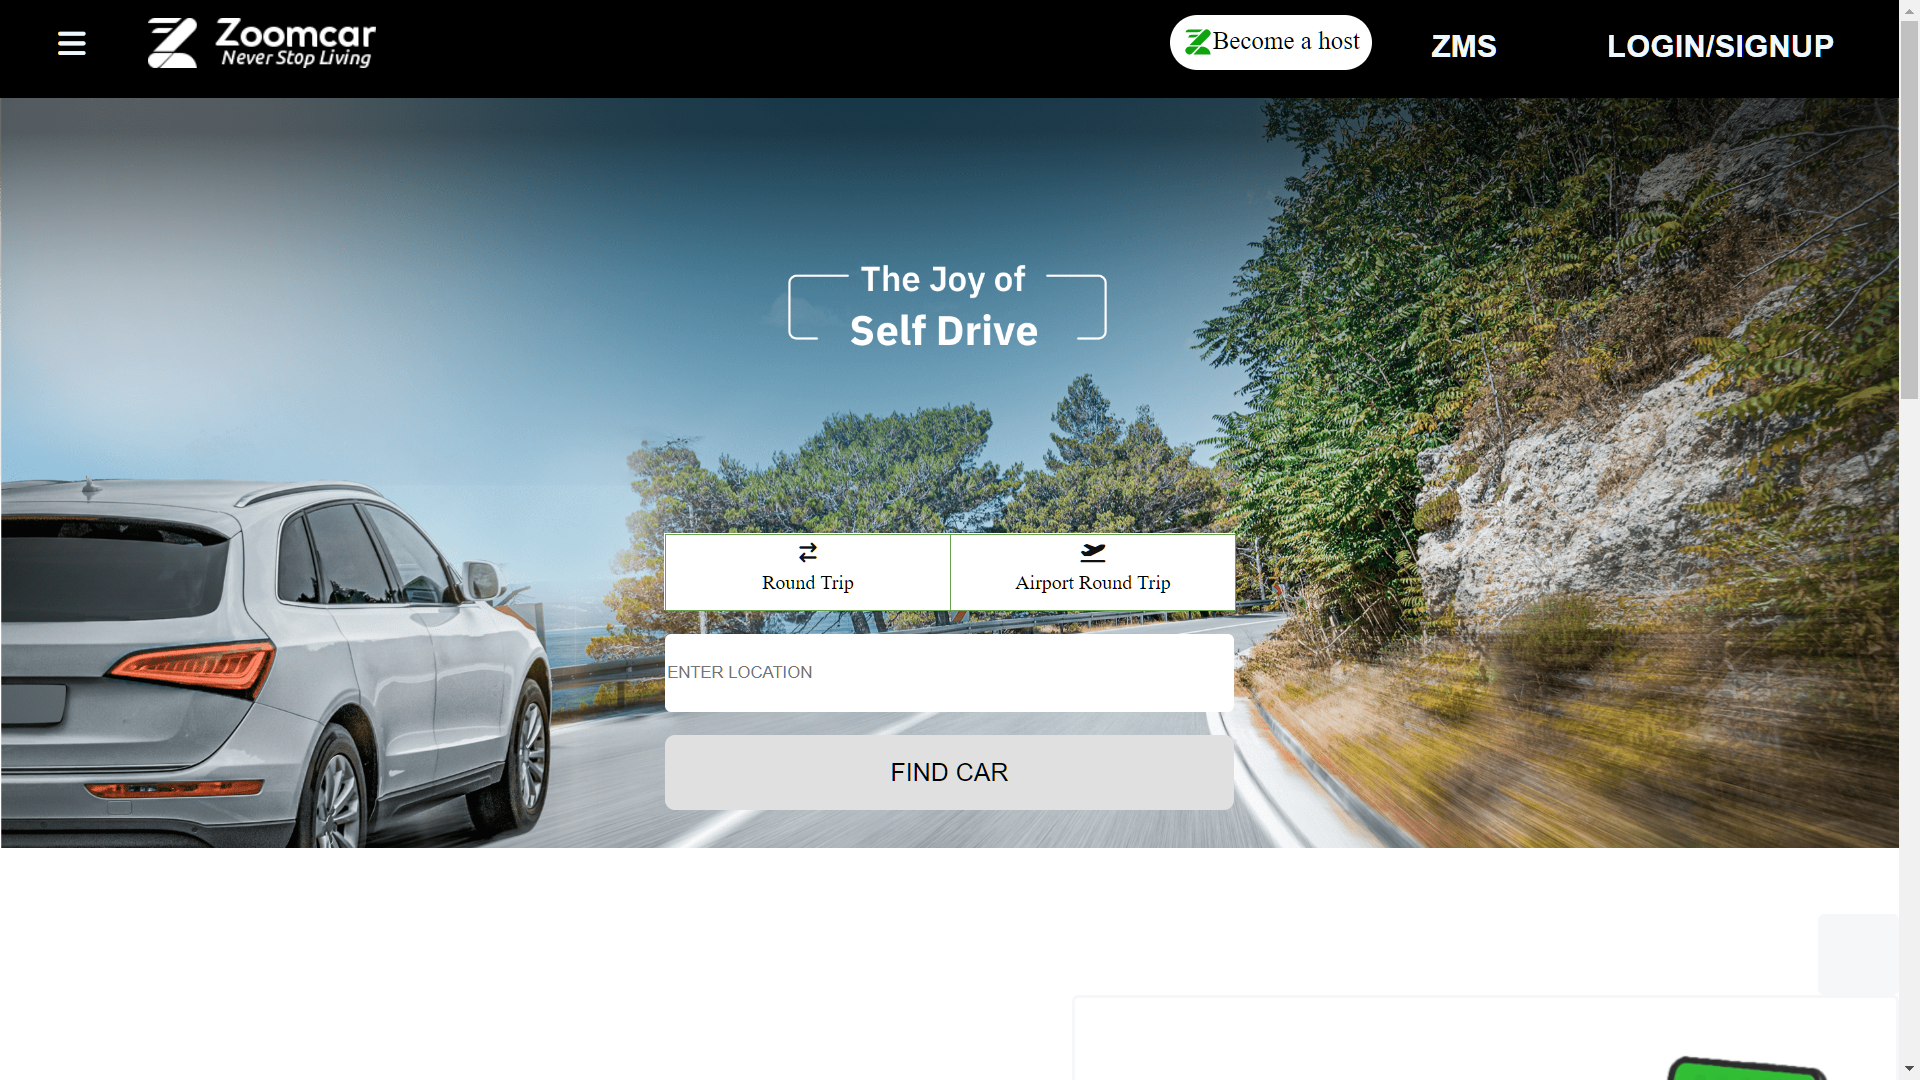 Zoomcar
Never Stop Living
Become a host
ZMS
LOGIN/SIGNUP
The Joy of
Self Drive
Round Trip
Airport Round Trip
ENTER LOCATION
FIND CAR